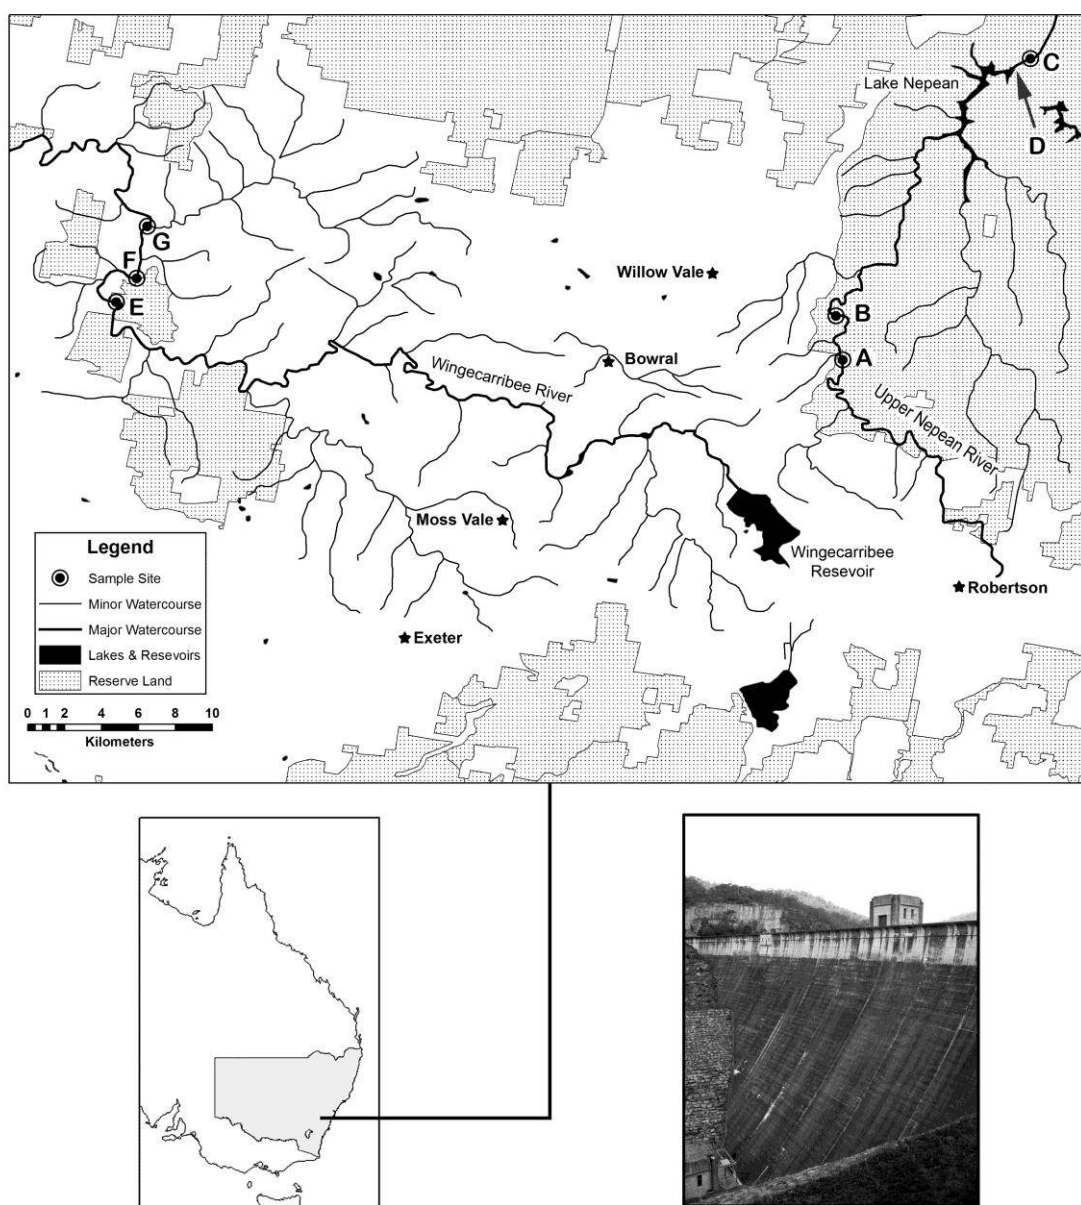 C
Lake Nepean
D
G
F
E
Willow Vale
B
Bowral
A
Wingecarribee River
Upper Nepean River
Moss Vale
Wingecarribee
Resevoir
Robertson
Exeter
Legend
Sample Site
Minor Watercourse
Major Watercourse
Lakes & Resevoirs
Reserve Land
0 1 2 4 6 8 10
Kilometers